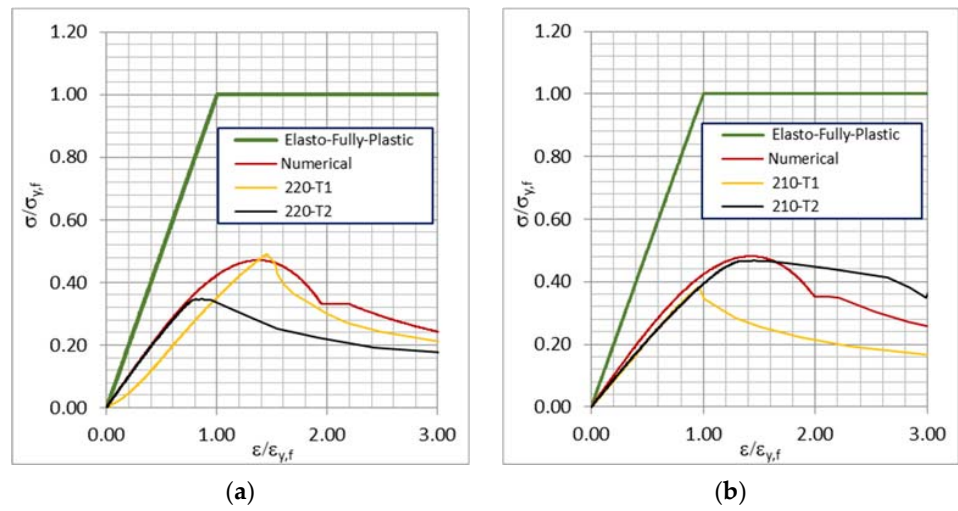 1.20
1.00
0.80
0.60
0.40
0.20
0.00
σ/σy,f
Elasto-Fully-Plastic
Numerical
220-T1
220-T2
0.00 1.00 2.00 3.00
ε/εy,f
(a)
1.20
1.00
0.80
0.60
0.40
0.20
0.00
σ/σy,f
Elasto-Fully-Plastic
Numerical
210-T1
210-T2
0.00 1.00 2.00 3.00
ε/εy,f
(b)